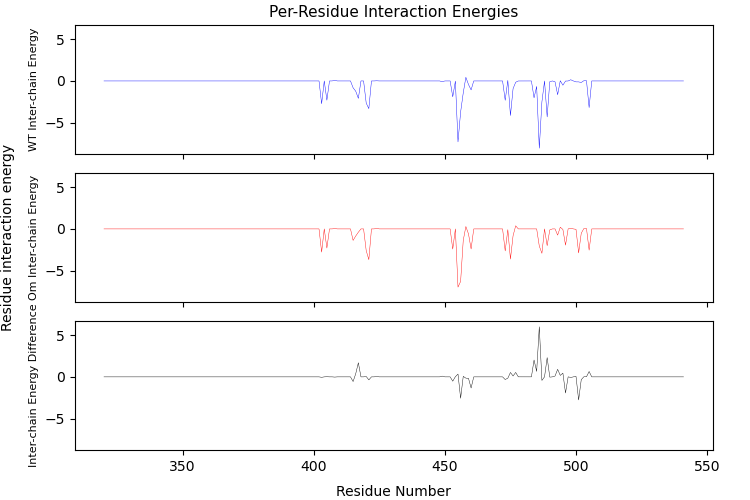 Per-Residue Interaction Energies
Residue interaction energy
WT Inter-chain Energy
5
0
−5
Om Inter-chain Energy
5
0
−5
Inter-chain Energy Difference
5
0
−5
350
400
450
500
550
Residue Number